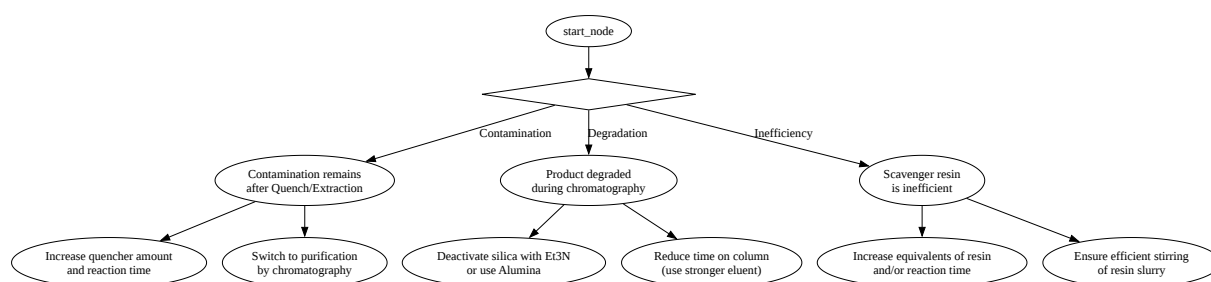 start_node
Contamination
Degradation
Inefficiency
Contamination remains
after Quench/Extraction
Product degraded
during chromatography
Scavenger resin
is inefficient
Increase quencher amount
and reaction time
Switch to purification
by chromatography
Deactivate silica with Et3N
or use Alumina
Reduce time on column
(use stronger eluent)
Increase equivalents of resin
and/or reaction time
Ensure efficient stirring
of resin slurry